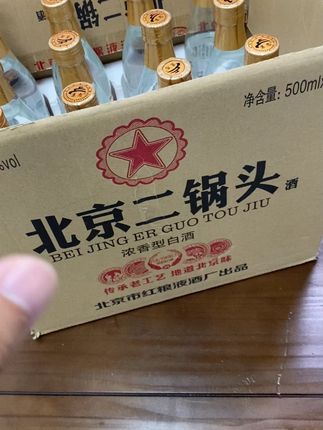 净含量:500ml
%vol
北京二锅头酒
BEI JING ER GUO TOU JIU
浓香型白酒
传承老工艺 地道北京味
北京市红粮液酒厂出品